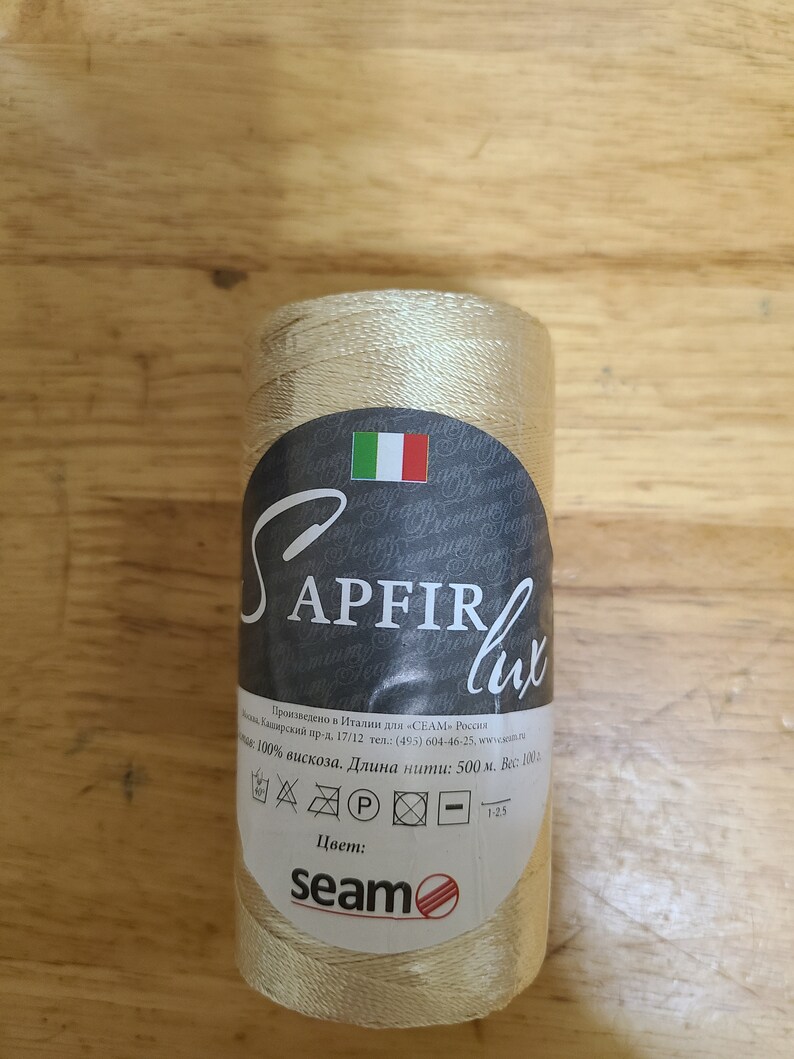 SAPFIR
lux
Произведено в Италии для «СЕАМ» Россия
Москва, Каширский пр-д, 17/12 тел.: (495) 604-46-25, www.seam.ru
100% вискоза. Длина нити: 500 м. Вес: 100 г.
40° P 1-2,5
Цвет:
seam